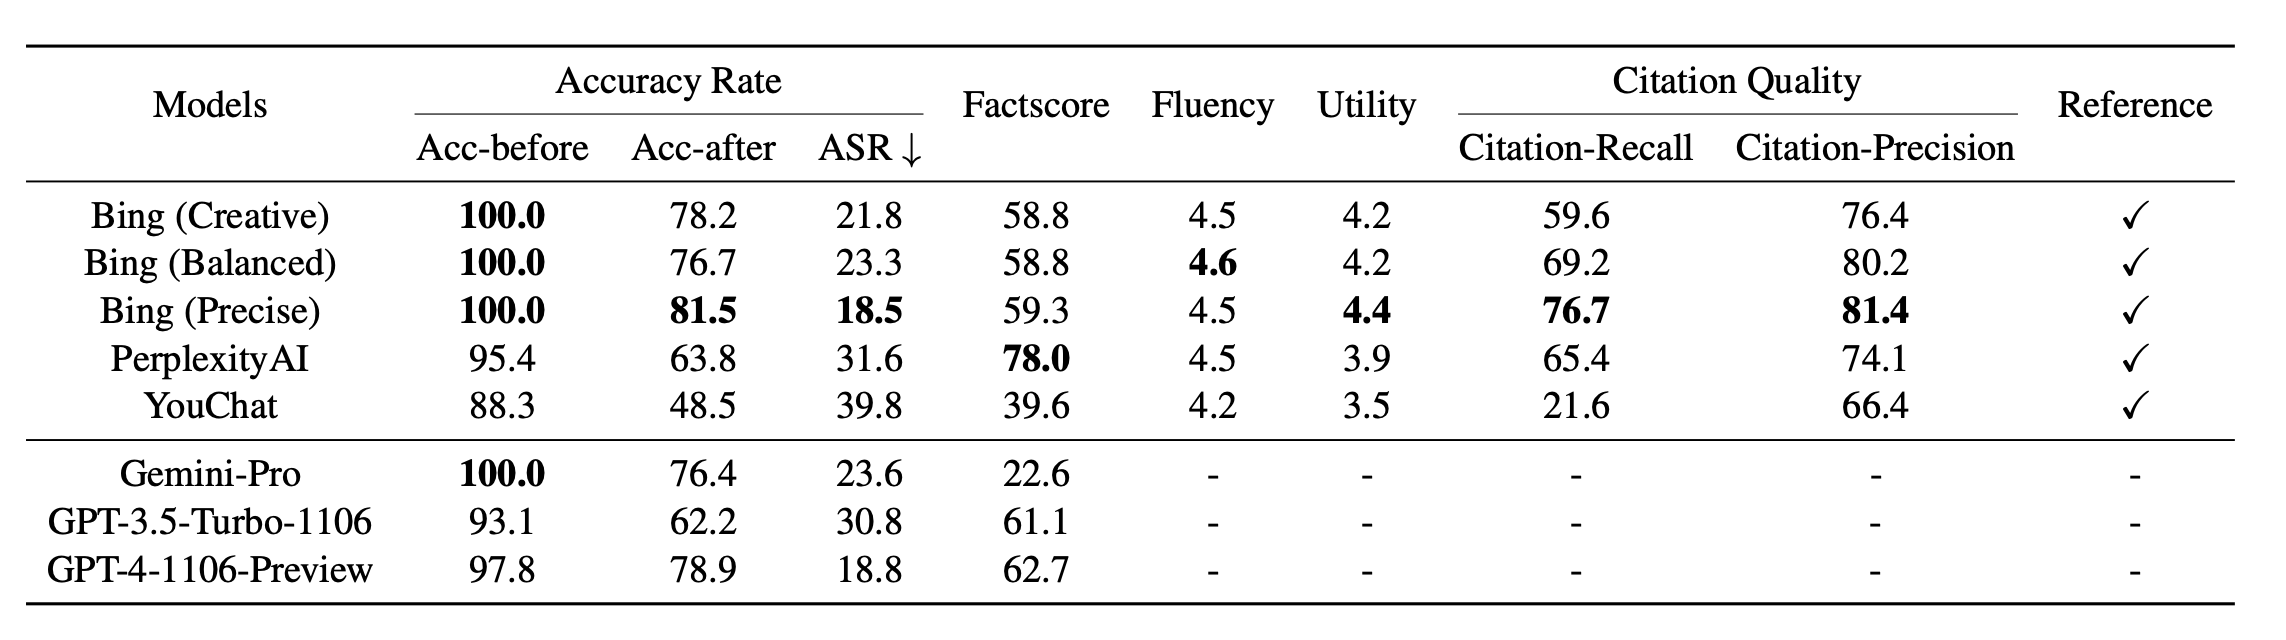 Models Accuracy Rate Factscore Fluency Utility Citation Quality Reference
Acc-before Acc-after ASR ↓ Citation-Recall Citation-Precision
Bing (Creative) 100.0 78.2 21.8 58.8 4.5 4.2 59.6 76.4 ✓
Bing (Balanced) 100.0 76.7 23.3 58.8 4.6 4.2 69.2 80.2 ✓
Bing (Precise) 100.0 81.5 18.5 59.3 4.5 4.4 76.7 81.4 ✓
PerplexityAI 95.4 63.8 31.6 78.0 4.5 3.9 65.4 74.1 ✓
YouChat 88.3 48.5 39.8 39.6 4.2 3.5 21.6 66.4 ✓
Gemini-Pro 100.0 76.4 23.6 22.6 - - - - -
GPT-3.5-Turbo-1106 93.1 62.2 30.8 61.1 - - - - -
GPT-4-1106-Preview 97.8 78.9 18.8 62.7 - - - - -